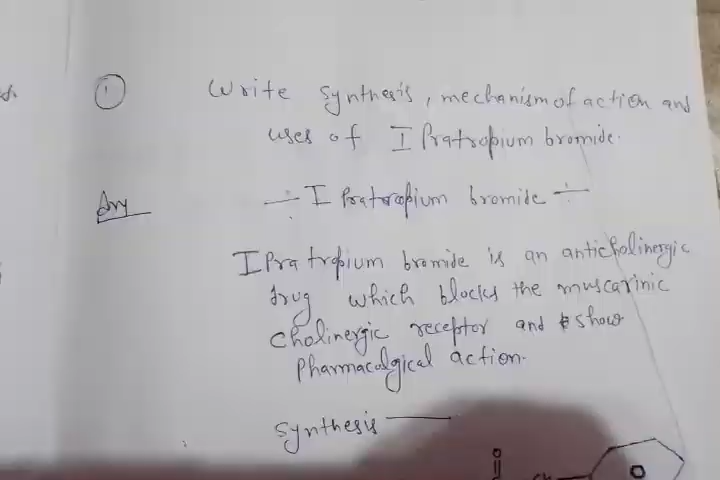 ①
Write synthesis, mechanism of action and
uses of IPratropium bromide.
Ans
÷ IPratropium bromide ÷
IPratropium bromide is an anticholinergic
drug which blocks the muscarinic
cholinergic receptor and show
Pharmacolgical action.
synthesis —
O